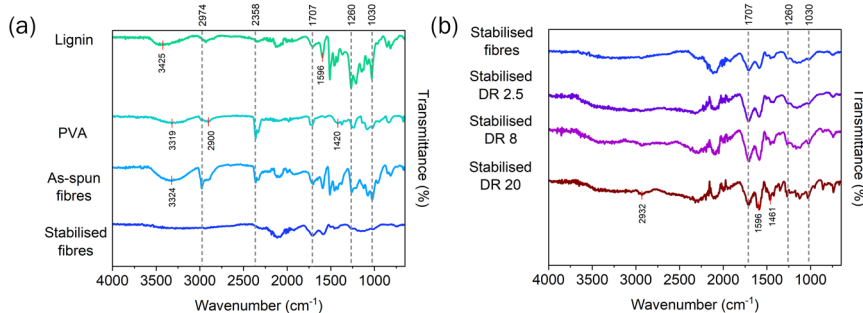 (a)
2974
2358
1707
1260
1030
Lignin
3425
1596
PVA
3319
2900
1420
As-spun
fibres
3324
Stabilised
fibres
Transmittance (%)
4000 3500 3000 2500 2000 1500 1000
Wavenumber (cm-1)
(b)
1707
1260
1030
Stabilised
fibres
Stabilised
DR 2.5
Stabilised
DR 8
Stabilised
DR 20
2932
1596
1461
Transmittance (%)
4000 3500 3000 2500 2000 1500 1000
Wavenumber (cm-1)